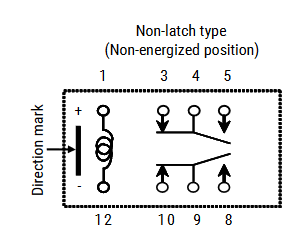 Non-latch type
(Non-energized position)
1 3 4 5
+
Direction mark
-
12 10 9 8